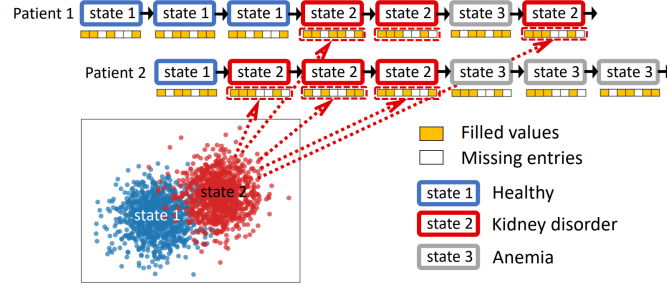 Patient 1 state 1 state 1 state 1 state 2 state 2 state 3 state 2
Patient 2 state 1 state 2 state 2 state 2 state 3 state 3 state 3
state 1 state 2
Filled values
Missing entries
state 1 Healthy
state 2 Kidney disorder
state 3 Anemia